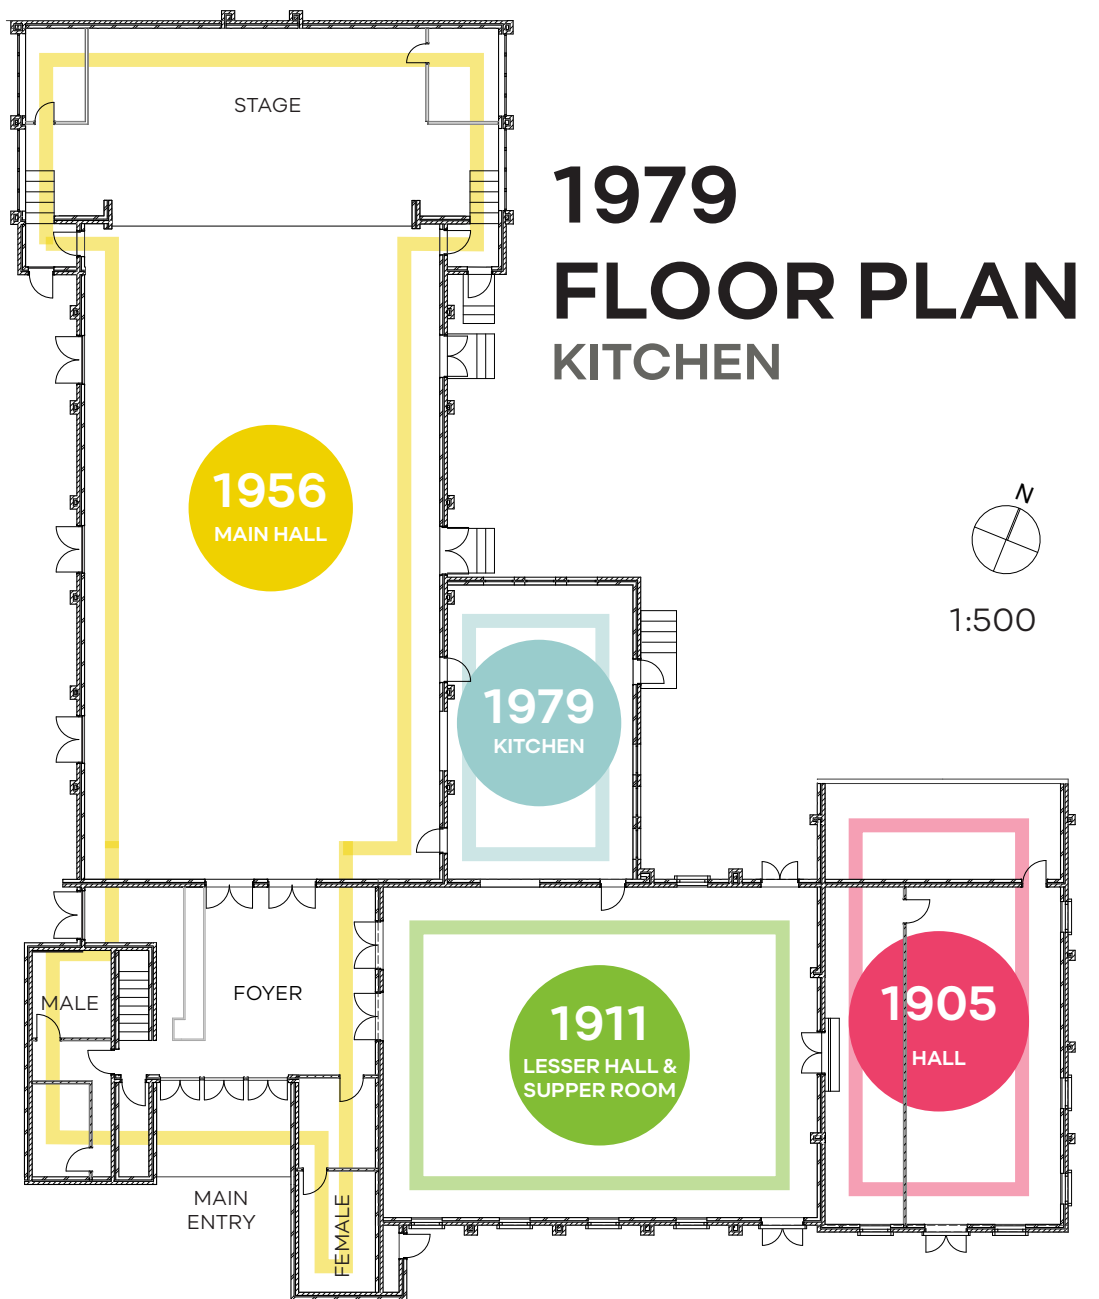 STAGE
1979
FLOOR PLAN
KITCHEN
1956
MAIN HALL
N
1:500
1979
KITCHEN
MALE
FOYER
1911
LESSER HALL &
SUPPER ROOM
1905
HALL
MAIN
ENTRY
FEMALE